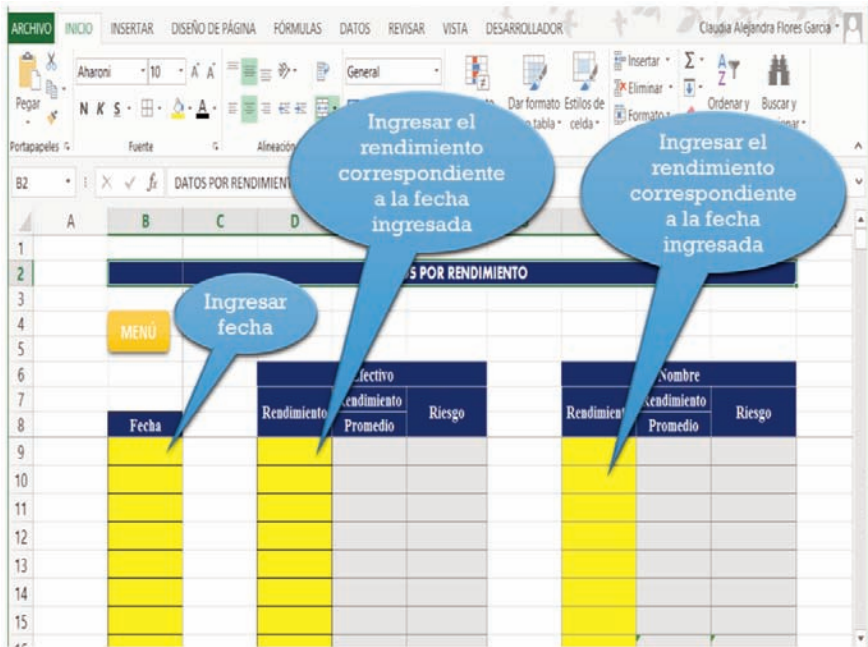 ARCHIVO INICIO INSERTAR DISEÑO DE PÁGINA FÓRMULAS DATOS REVISAR VISTA DESARROLLADOR Claudia Alejandra Flores Garcia
Aharoni 10 A A General Insertar Σ A Z
Pegar N K S A Eliminar
Dar formato Estilos de Ordenar y Buscar y
tabla celda Formato
Portapapeles Fuente Alineación
B2 fx DATOS POR
A B C D
Ingresar el
rendimiento
correspondiente
a la fecha
ingresada
Ingresar el
rendimiento
correspondiente
a la fecha
ingresada
1
2 POR RENDIMIENTO
3
Ingresar
fecha
4 MENÚ
5
6 Efectivo Nombre
7 Rendimiento Rendimiento Riesgo Rendimiento Rendimiento Riesgo
8 Fecha Promedio Promedio
9
10
11
12
13
14
15